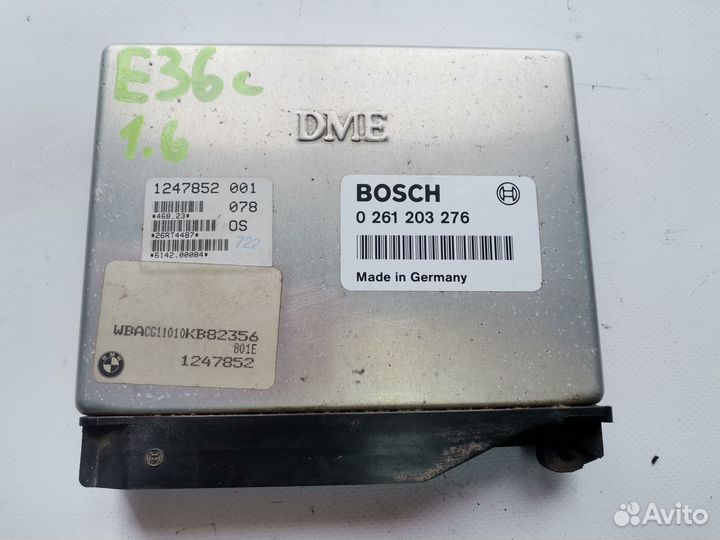 E36c
1.6
DME
1247852 001
078
*468.23*
OS
*26RT4487*
722
*6142.00084*
BOSCH
0 261 203 276
Made in Germany
WBACG11010KB82356
801E
1247852
BMW
Avito